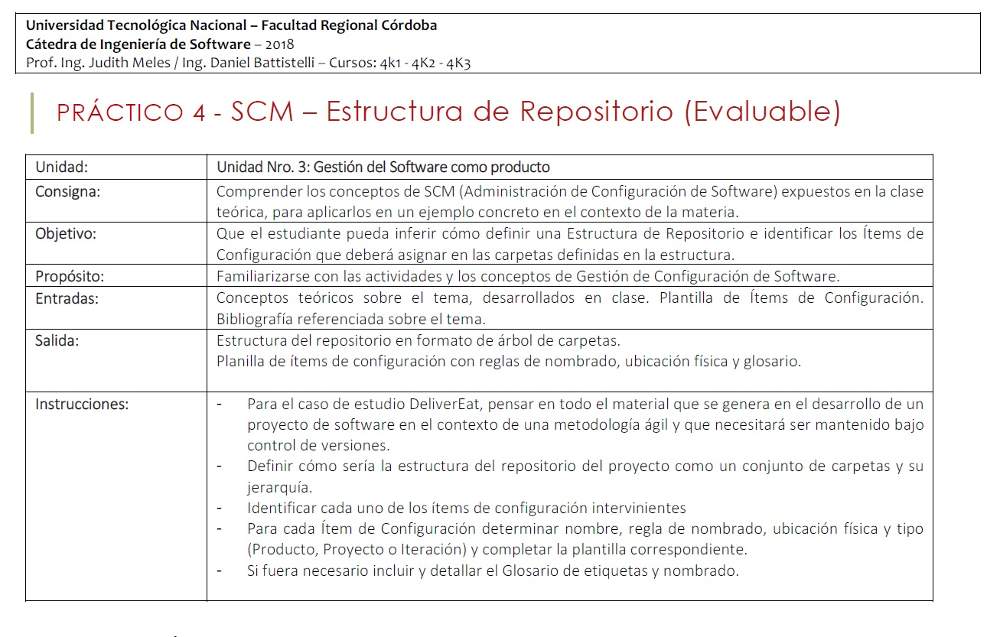 Universidad Tecnológica Nacional – Facultad Regional Córdoba
Cátedra de Ingeniería de Software – 2018
Prof. Ing. Judith Meles / Ing. Daniel Battistelli – Cursos: 4k1 - 4K2 - 4K3
PRÁCTICO 4 - SCM – Estructura de Repositorio (Evaluable)
Unidad: Unidad Nro. 3: Gestión del Software como producto
Consigna: Comprender los conceptos de SCM (Administración de Configuración de Software) expuestos en la clase
teórica, para aplicarlos en un ejemplo concreto en el contexto de la materia.
Objetivo: Que el estudiante pueda inferir cómo definir una Estructura de Repositorio e identificar los Ítems de
Configuración que deberá asignar en las carpetas definidas en la estructura.
Propósito: Familiarizarse con las actividades y los conceptos de Gestión de Configuración de Software.
Entradas: Conceptos teóricos sobre el tema, desarrollados en clase. Plantilla de Ítems de Configuración.
Bibliografía referenciada sobre el tema.
Salida: Estructura del repositorio en formato de árbol de carpetas.
Planilla de ítems de configuración con reglas de nombrado, ubicación física y glosario.
Instrucciones: - Para el caso de estudio DeliverEat, pensar en todo el material que se genera en el desarrollo de un
proyecto de software en el contexto de una metodología ágil y que necesitará ser mantenido bajo
control de versiones.
- Definir cómo sería la estructura del repositorio del proyecto como un conjunto de carpetas y su
jerarquía.
- Identificar cada uno de los ítems de configuración intervinientes
- Para cada Ítem de Configuración determinar nombre, regla de nombrado, ubicación física y tipo
(Producto, Proyecto o Iteración) y completar la plantilla correspondiente.
- Si fuera necesario incluir y detallar el Glosario de etiquetas y nombrado.